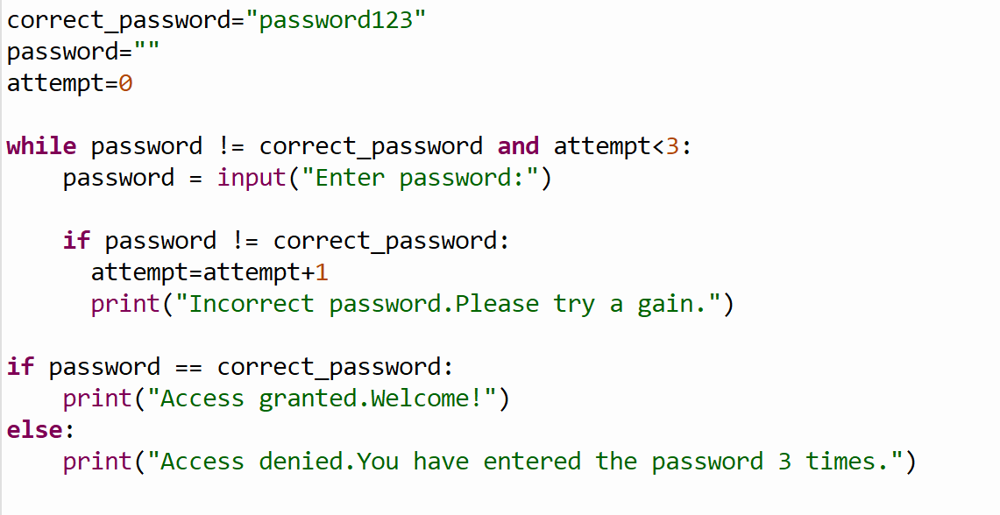 correct_password="password123"
password=""
attempt=0
while password != correct_password and attempt<3:
    password = input("Enter password:")
    if password != correct_password:
      attempt=attempt+1
      print("Incorrect password.Please try a gain.")
if password == correct_password:
    print("Access granted.Welcome!")
else:
    print("Access denied.You have entered the password 3 times.")